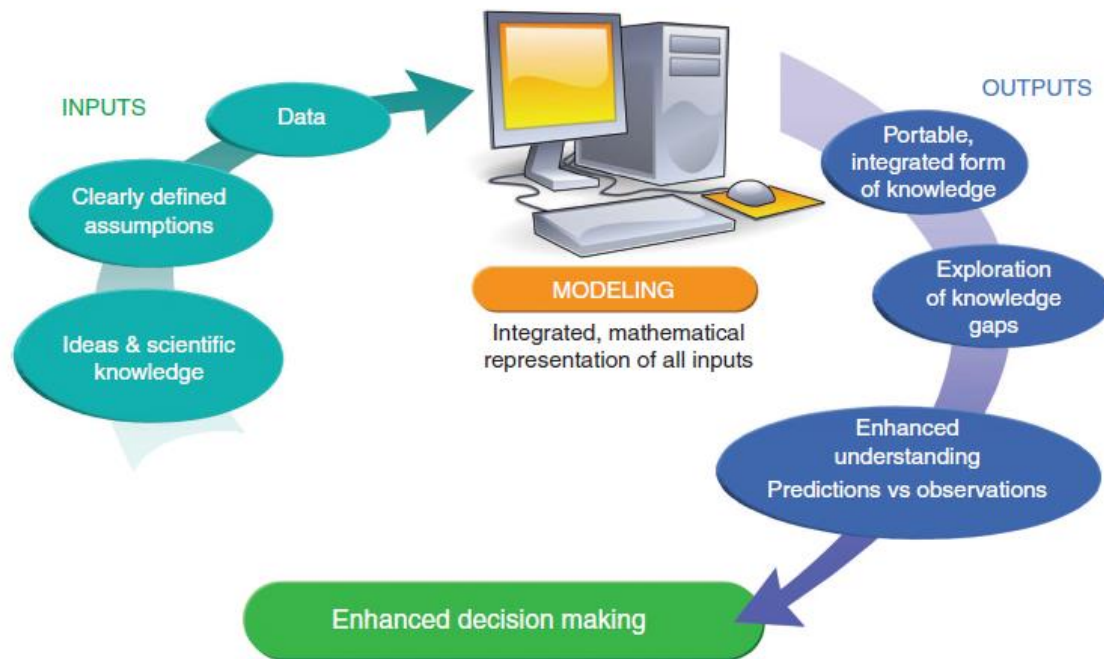 INPUTS
Data
Clearly defined
assumptions
Ideas & scientific
knowledge
MODELING
Integrated, mathematical
representation of all inputs
OUTPUTS
Portable,
integrated form
of knowledge
Exploration
of knowledge
gaps
Enhanced
understanding
Predictions vs observations
Enhanced decision making